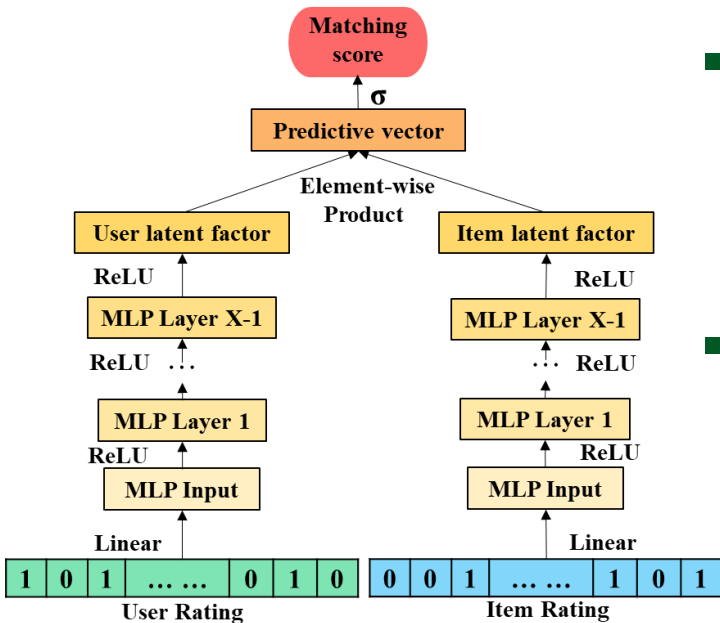 Matching
score
σ
Predictive vector
Element-wise
Product
User latent factor
Item latent factor
ReLU
ReLU
MLP Layer X-1
MLP Layer X-1
ReLU ...
... ReLU
MLP Layer 1
MLP Layer 1
ReLU
ReLU
MLP Input
MLP Input
Linear
Linear
1 0 1 ... ... 0 1 0
0 0 1 ... ... 1 0 1
User Rating
Item Rating